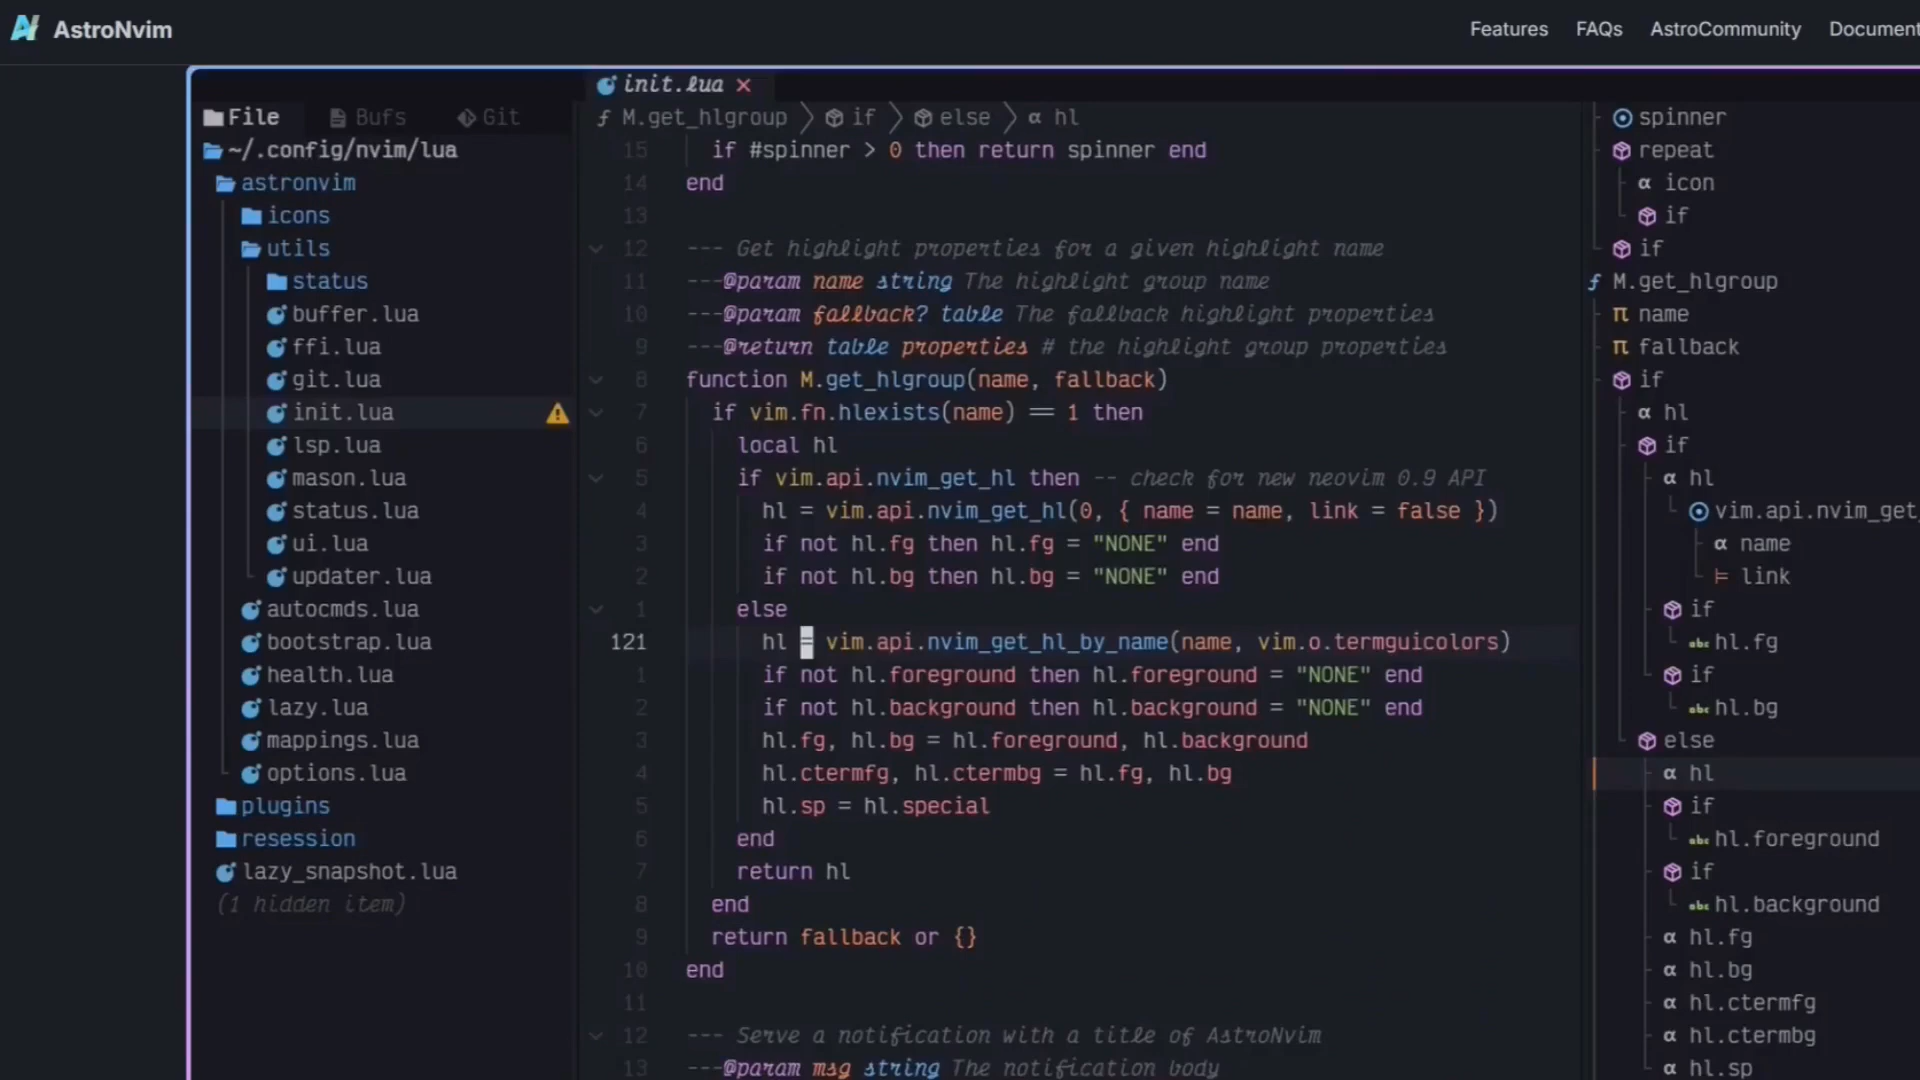 AstroNvim
Features FAQs AstroCommunity Document
File Bufs Git
~/.config/nvim/lua
astronvim
icons
utils
status
buffer.lua
ffi.lua
git.lua
init.lua
lsp.lua
mason.lua
status.lua
ui.lua
updater.lua
autocmds.lua
bootstrap.lua
health.lua
lazy.lua
mappings.lua
options.lua
plugins
resession
lazy_snapshot.lua
(1 hidden item)
init.lua
M.get_hlgroup if else hl
15 if #spinner > 0 then return spinner end
14 end
13
12 --- Get highlight properties for a given highlight name
11 ---@param name string The highlight group name
10 ---@param fallback? table The fallback highlight properties
9 ---@return table properties # the highlight group properties
8 function M.get_hlgroup(name, fallback)
7 if vim.fn.hlexists(name) == 1 then
6 local hl
5 if vim.api.nvim_get_hl then -- check for new neovim 0.9 API
4 hl = vim.api.nvim_get_hl(0, { name = name, link = false })
3 if not hl.fg then hl.fg = "NONE" end
2 if not hl.bg then hl.bg = "NONE" end
1 else
121 hl = vim.api.nvim_get_hl_by_name(name, vim.o.termguicolors)
1 if not hl.foreground then hl.foreground = "NONE" end
2 if not hl.background then hl.background = "NONE" end
3 hl.fg, hl.bg = hl.foreground, hl.background
4 hl.ctermfg, hl.ctermbg = hl.fg, hl.bg
5 hl.sp = hl.special
6 end
7 return hl
8 end
9 return fallback or {}
10 end
11
12 --- Serve a notification with a title of AstroNvim
13 ---@param msg string The notification body
spinner
repeat
icon
if
if
M.get_hlgroup
name
fallback
if
hl
if
hl
vim.api.nvim_get_
name
link
if
hl.fg
if
hl.bg
else
hl
if
hl.foreground
if
hl.background
hl.fg
hl.bg
hl.ctermfg
hl.ctermbg
hl.sp